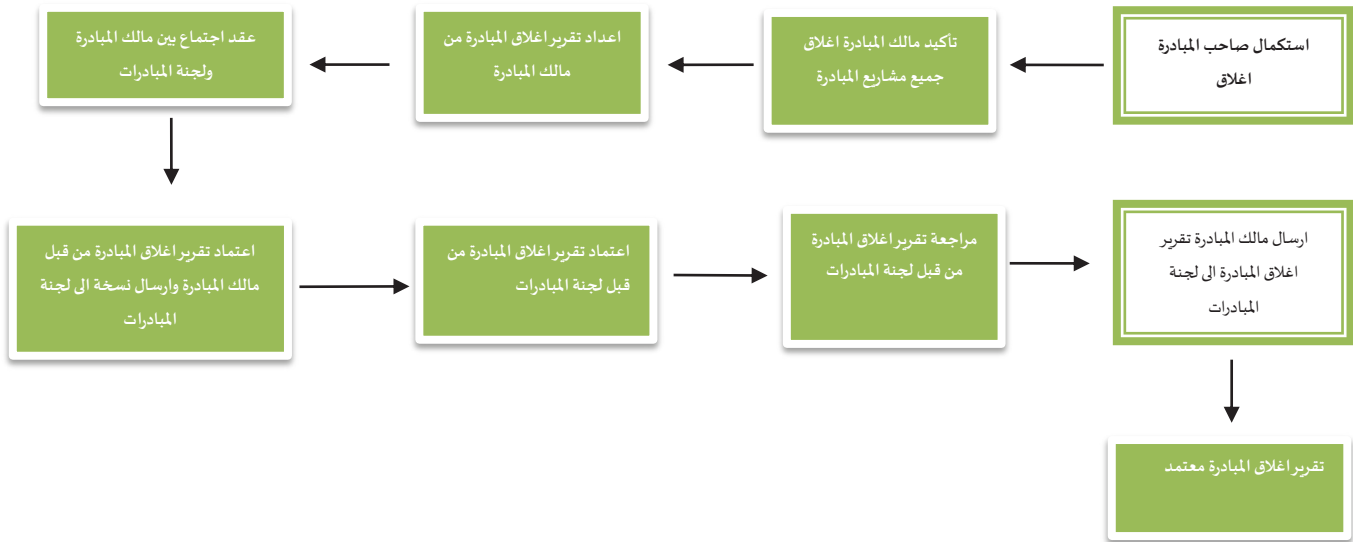 استكمال صاحب المبادرة
اغلاق
تأكيد مالك المبادرة اغلاق
جميع مشاريع المبادرة
اعداد تقرير اغلاق المبادرة من
مالك المبادرة
عقد اجتماع بين مالك المبادرة
ولجنة المبادرات
اعتماد تقرير اغلاق المبادرة من قبل
مالك المبادرة وارسال نسخة الى لجنة
المبادرات
اعتماد تقرير اغلاق المبادرة من
قبل لجنة المبادرات
مراجعة تقرير اغلاق المبادرة
من قبل لجنة المبادرات
ارسال مالك المبادرة تقرير
اغلاق المبادرة الى لجنة
المبادرات
تقرير اغلاق المبادرة معتمد